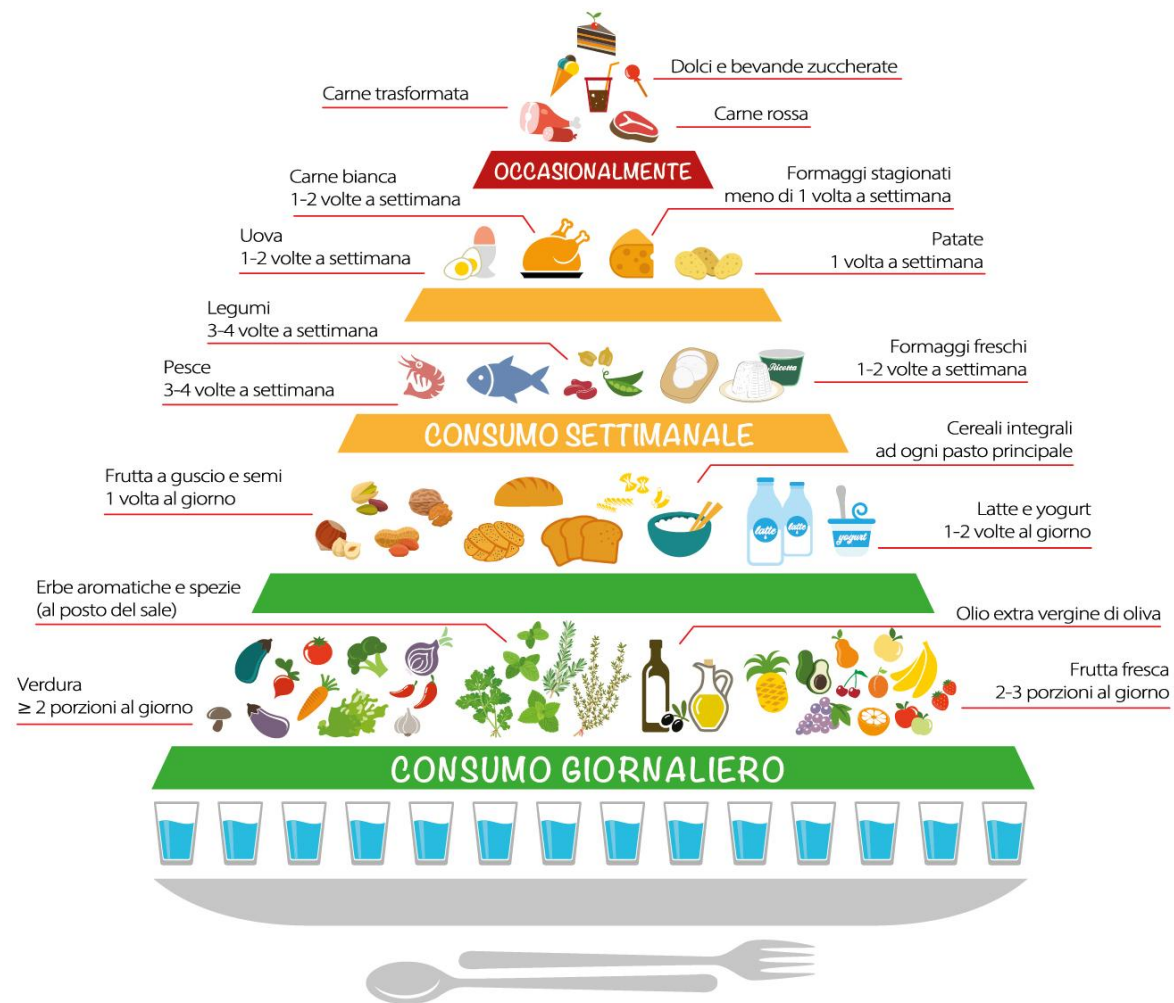 Dolci e bevande zuccherate
Carne trasformata
Carne rossa
OCCASIONALMENTE
Carne bianca
1-2 volte a settimana
Formaggi stagionati
meno di 1 volta a settimana
Uova
1-2 volte a settimana
Patate
1 volta a settimana
Legumi
3-4 volte a settimana
Pesce
3-4 volte a settimana
Ricotta
Formaggi freschi
1-2 volte a settimana
CONSUMO SETTIMANALE
Cereali integrali
ad ogni pasto principale
Frutta a guscio e semi
1 volta al giorno
latte
latte
yogurt
Latte e yogurt
1-2 volte al giorno
Erbe aromatiche e spezie
(al posto del sale)
Olio extra vergine di oliva
Verdura
≥ 2 porzioni al giorno
Frutta fresca
2-3 porzioni al giorno
CONSUMO GIORNALIERO